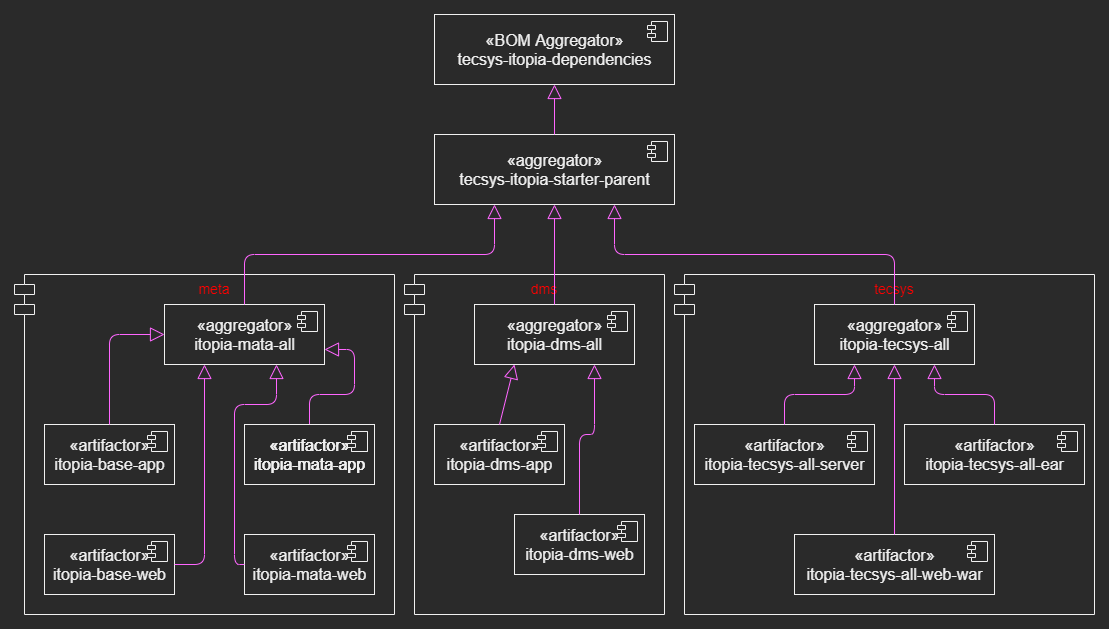 «BOM Aggregator»
tecsys-itopia-dependencies
«aggregator»
tecsys-itopia-starter-parent
meta
«aggregator»
itopia-mata-all
«artifactor»
itopia-base-app
«artifactor»
itopia-mata-app
«artifactor»
itopia-base-web
«artifactor»
itopia-mata-web
dms
«aggregator»
itopia-dms-all
«artifactor»
itopia-dms-app
«artifactor»
itopia-dms-web
tecsys
«aggregator»
itopia-tecsys-all
«artifactor»
itopia-tecsys-all-server
«artifactor»
itopia-tecsys-all-ear
«artifactor»
itopia-tecsys-all-web-war